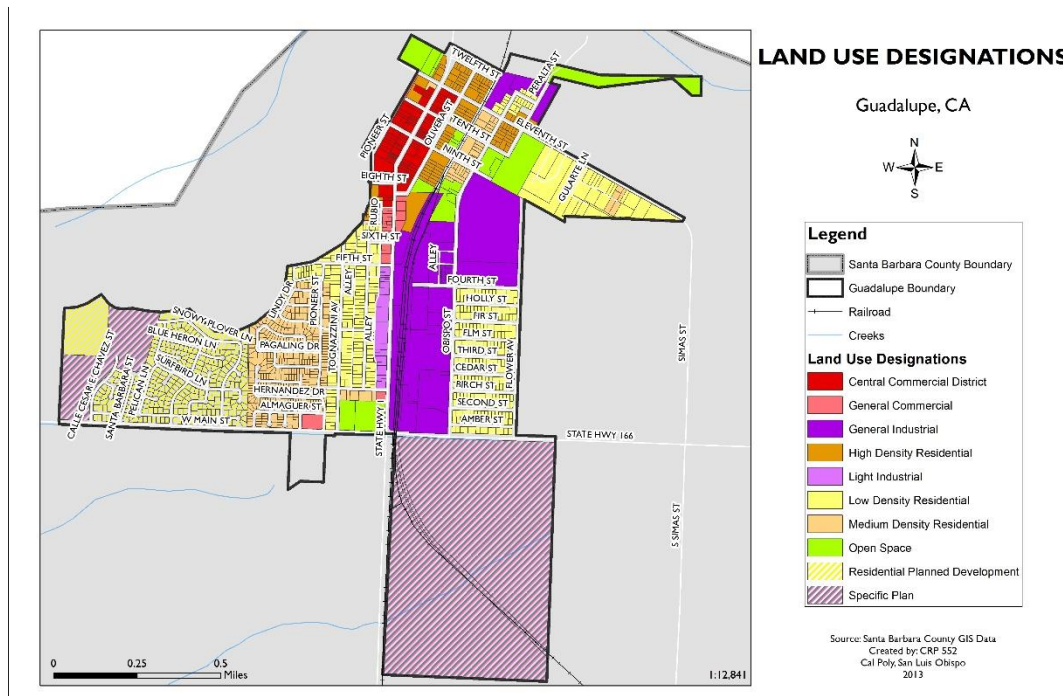 LAND USE DESIGNATIONS
Guadalupe, CA
N
W E
S
Legend
Santa Barbara County Boundary
Guadalupe Boundary
Railroad
Creeks
Land Use Designations
Central Commercial District
General Commercial
General Industrial
High Density Residential
Light Industrial
Low Density Residential
Medium Density Residential
Open Space
Residential Planned Development
Specific Plan
Source: Santa Barbara County GIS Data
Created by: CRP 552
Cal Poly, San Luis Obispo
2013
TWELFTH ST
PERALTA ST
OLIVERA ST
PIONEER ST
TENTH ST
ELEVENTH ST
NINTH ST
GULARTE LN
EIGHTH ST
RUBIO
SIXTH ST
FIFTH ST
ALLEY
ALLEY
FOURTH ST
LINDY DR
PIONEER ST
HOLLY ST
SNOWY PLOVER LN
TOGNAZZINI AV
ALLEY
OBISPO ST
FIR ST
BLUE HERON LN
PAGALING DR
ELM ST
SIMAS ST
THIRD ST
SURFBIRD LN
CEDAR ST
FLOWER AV
CALLE CESAR E CHAVEZ ST
SANTA BARBARA ST
PELICAN LN
HERNANDEZ DR
BIRCH ST
ALMAGUER ST
SECOND ST
W MAIN ST
STATE HWY 1
AMBER ST
STATE HWY 166
S SIMAS ST
0 0.25 0.5
Miles
1:12,841